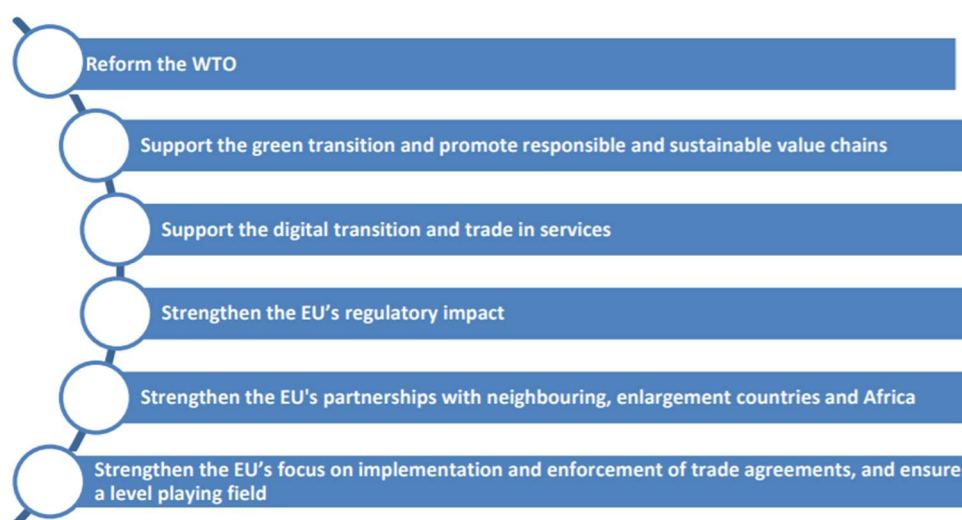 Reform the WTO
Support the green transition and promote responsible and sustainable value chains
Support the digital transition and trade in services
Strengthen the EU’s regulatory impact
Strengthen the EU's partnerships with neighbouring, enlargement countries and Africa
Strengthen the EU’s focus on implementation and enforcement of trade agreements, and ensure
a level playing field